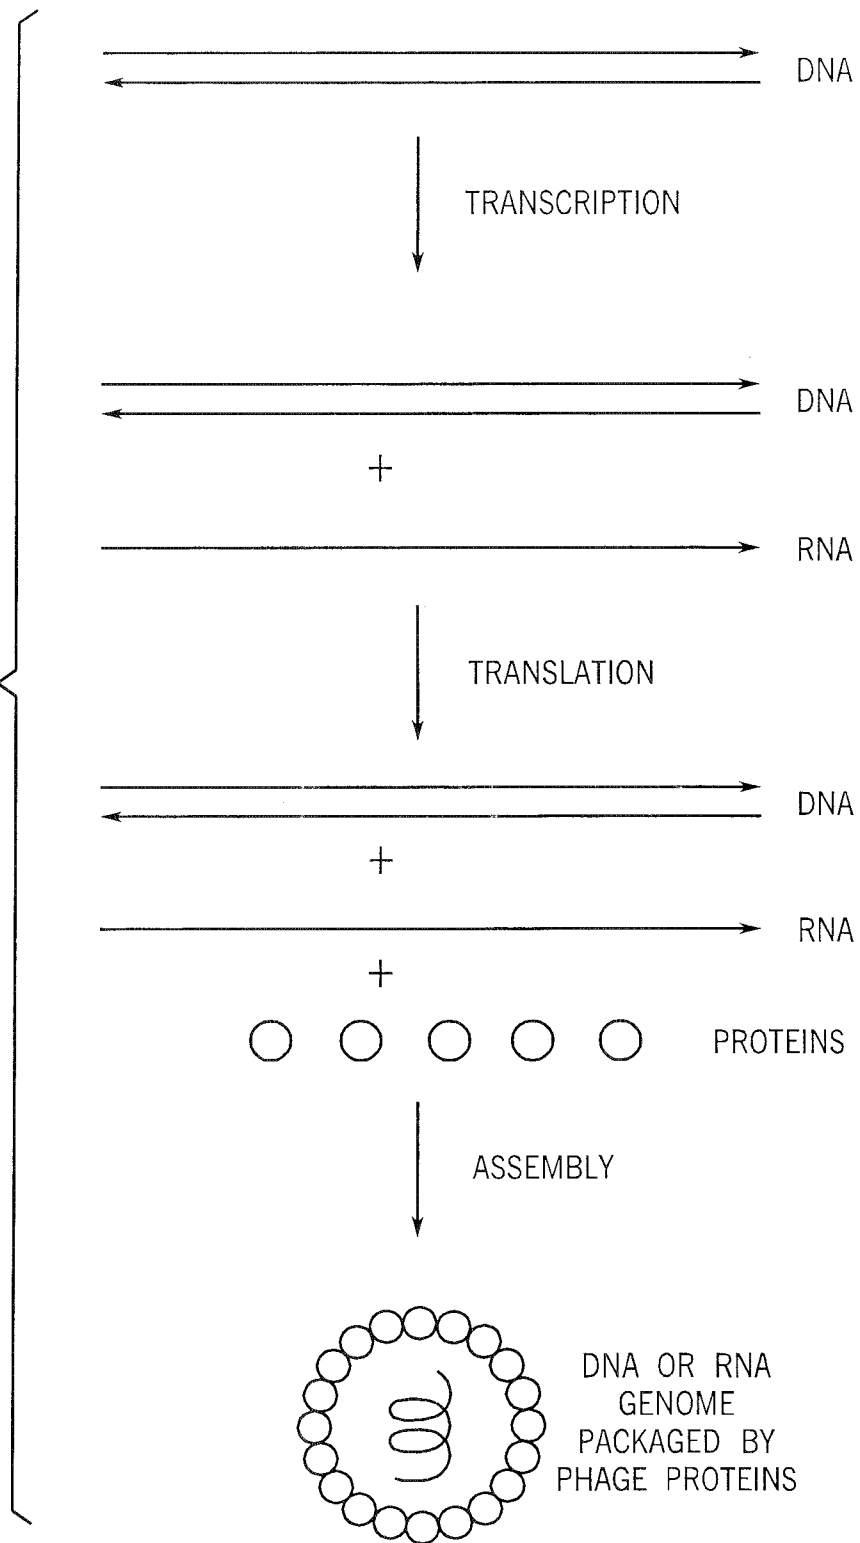 DNA
TRANSCRIPTION
DNA
+
RNA
TRANSLATION
DNA
+
RNA
+
PROTEINS
ASSEMBLY
DNA OR RNA
GENOME
PACKAGED BY
PHAGE PROTEINS